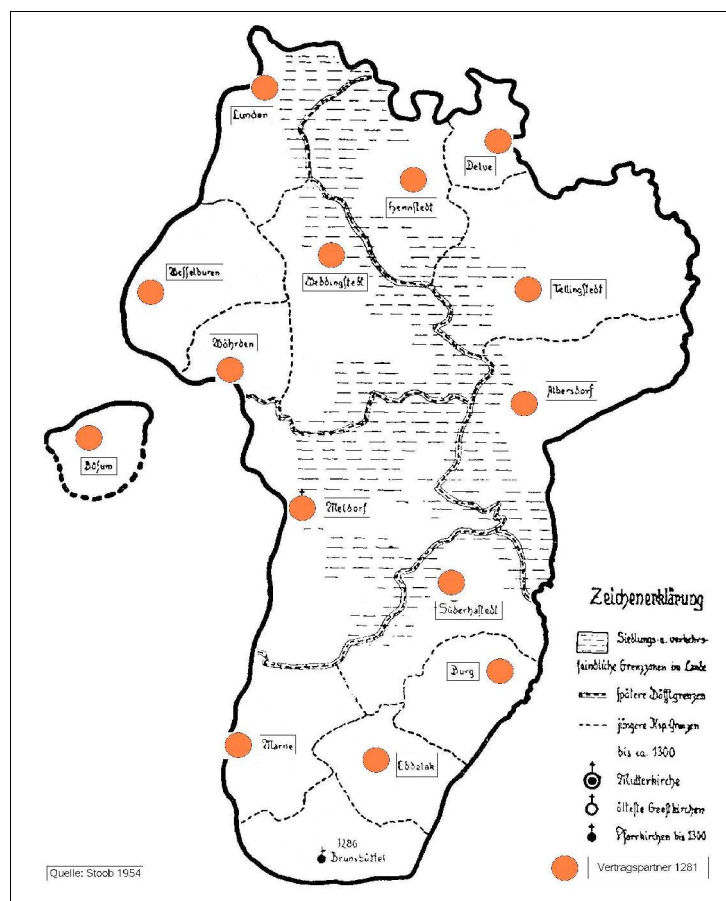 Lunden
Delve
Hennstedt
Weddingstedt
Wesselburen
Tellingstedt
Wöhrden
Albersdorf
Büsum
Meldorf
Süderhastedt
Burg
Marne
Eddelak
1286
Brunsbüttel
Zeichenerklärung
Siedlungs- u. verkehrs-
feindliche Grenzzonen im Lande
spätere Döfftgrenzen
jüngere Ksp.Grenzen
bis ca. 1300
Mutterkirche
älteste Geestkirchen
Pfarrkirchen bis 1300
Vertragspartner 1281
Quelle: Stoob 1954